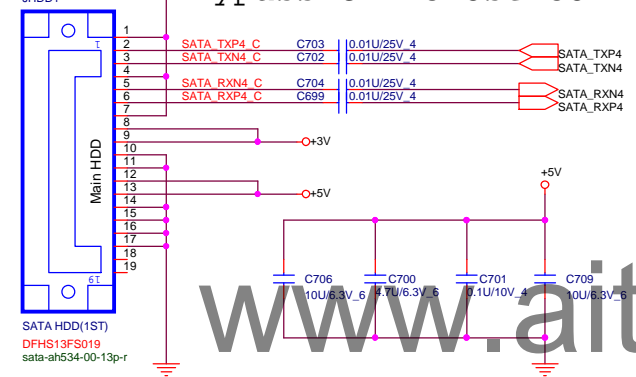 1
1
2
SATA_TXP4_C
C703
0.01U/25V_4
SATA_TXP4
3
SATA_TXN4_C
C702
0.01U/25V_4
SATA_TXN4
4
5
SATA_RXN4_C
C704
0.01U/25V_4
SATA_RXN4
6
SATA_RXP4_C
C699
0.01U/25V_4
SATA_RXP4
7
8
9
+3V
10
11
12
13
+5V
14
15
16
17
18
19
19
Main HDD
+5V
C706
10U/6.3V_6
C700
4.7U/6.3V_6
C701
0.1U/10V_4
C709
10U/6.3V_6
www.ait
SATA HDD(1ST)
DFHS13FS019
sata-ah534-00-13p-r